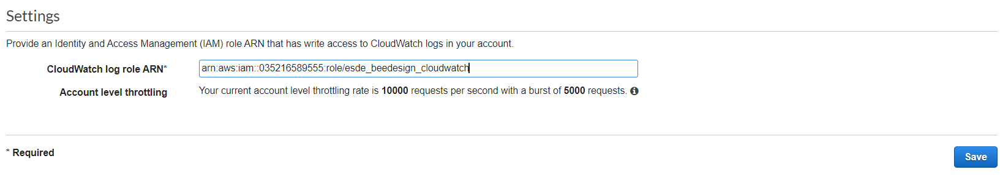 Settings
Provide an Identity and Access Management (IAM) role ARN that has write access to CloudWatch logs in your account.
CloudWatch log role ARN* arn:aws:iam::035216589555:role/esde_beedesign_cloudwatch
Account level throttling Your current account level throttling rate is 10000 requests per second with a burst of 5000 requests.
* Required
Save